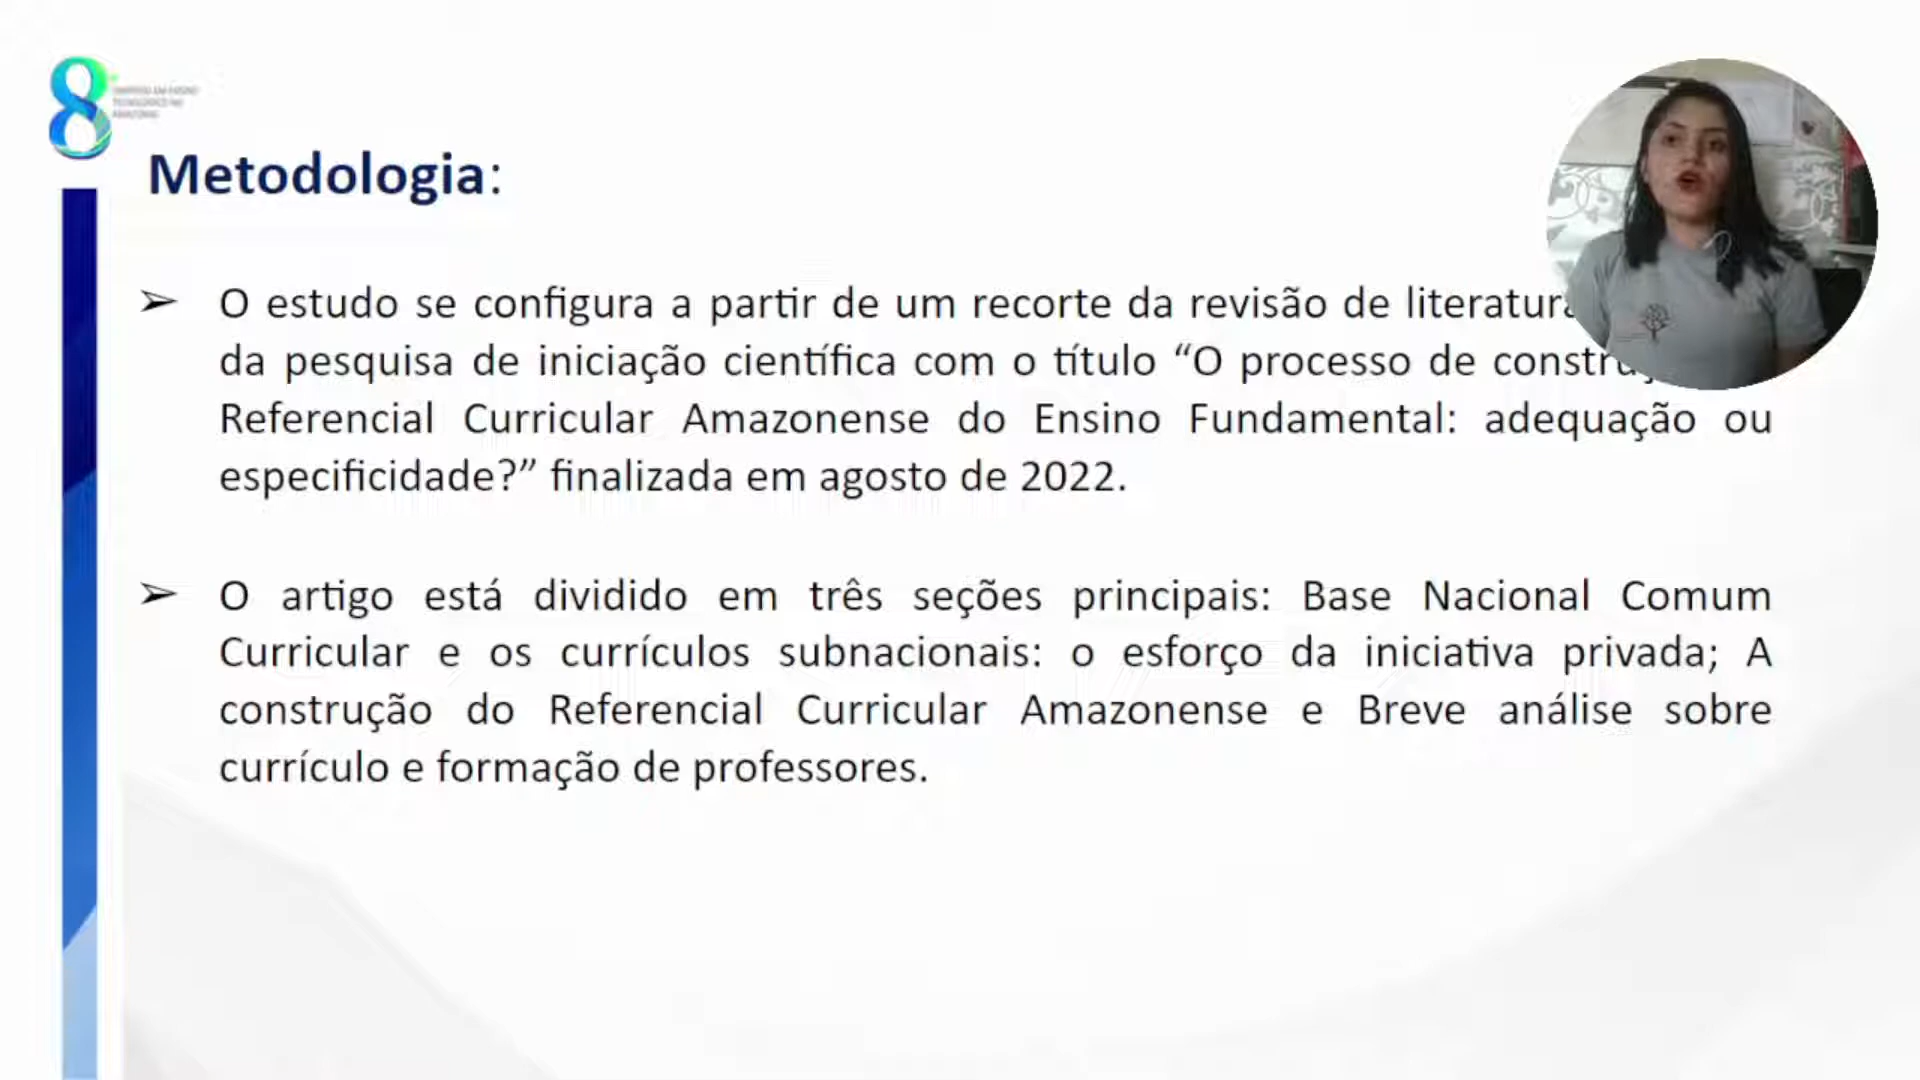 8º
Metodologia:
➢ O estudo se configura a partir de um recorte da revisão de literatura
da pesquisa de iniciação científica com o título “O processo de
Referencial Curricular Amazonense do Ensino Fundamental: adequação ou
especificidade?” finalizada em agosto de 2022.
➢ O artigo está dividido em três seções principais: Base Nacional Comum
Curricular e os currículos subnacionais: o esforço da iniciativa privada; A
construção do Referencial Curricular Amazonense e Breve análise sobre
currículo e formação de professores.